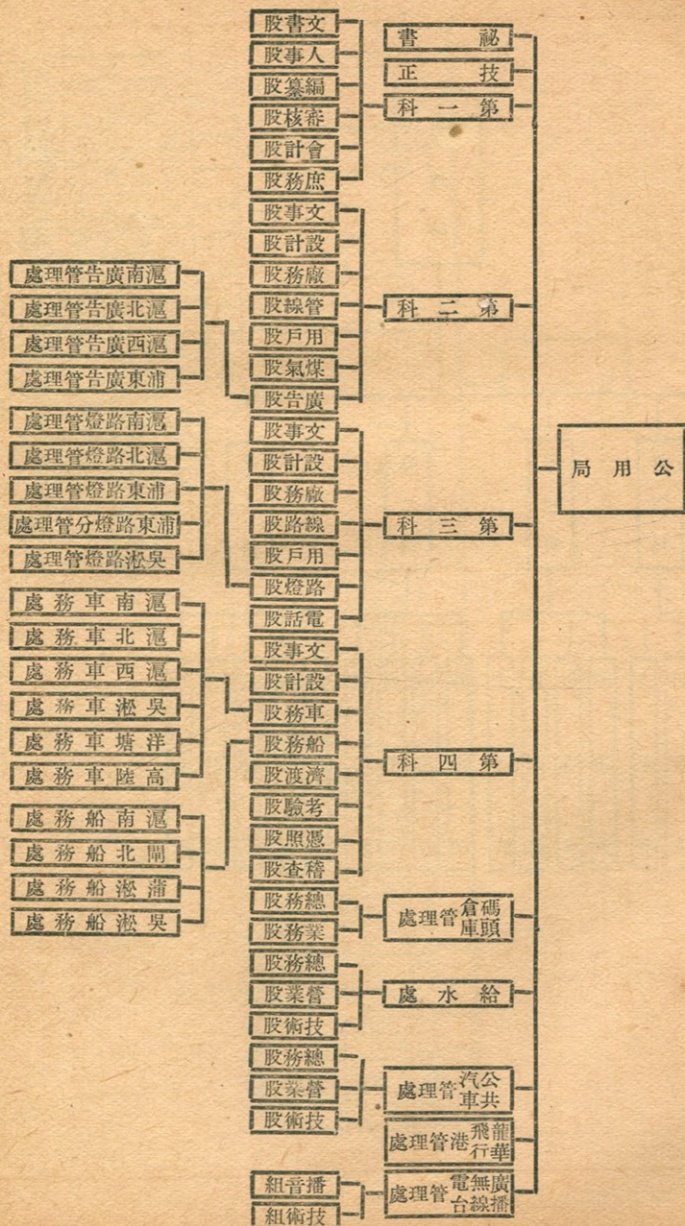 公用局
祕書
技正
第一科
文書股
人事股
編纂股
審核股
會計股
庶務股
第二科
文事股
設計股
廠務股
管線股
用戶股
煤氣股
廣告股
滬南廣告管理處
滬北廣告管理處
滬西廣告管理處
浦東廣告管理處
第三科
文事股
設計股
廠務股
線路股
用戶股
路燈股
電話股
滬南路燈管理處
滬北路燈管理處
浦東路燈管理處
浦東路燈分管理處
吳淞路燈管理處
第四科
文事股
設計股
車務股
船務股
濟渡股
考驗股
憑照股
稽查股
滬南車務處
滬北車務處
滬西車務處
吳淞車務處
洋塘車務處
高陸車務處
滬南船務處
閘北船務處
蒲淞船務處
吳淞船務處
碼頭倉庫管理處
總務股
業務股
給水處
總務股
營業股
技術股
公共汽車管理處
總務股
營業股
技術股
龍華飛行港管理處
廣播無線電台管理處
播音組
技術組